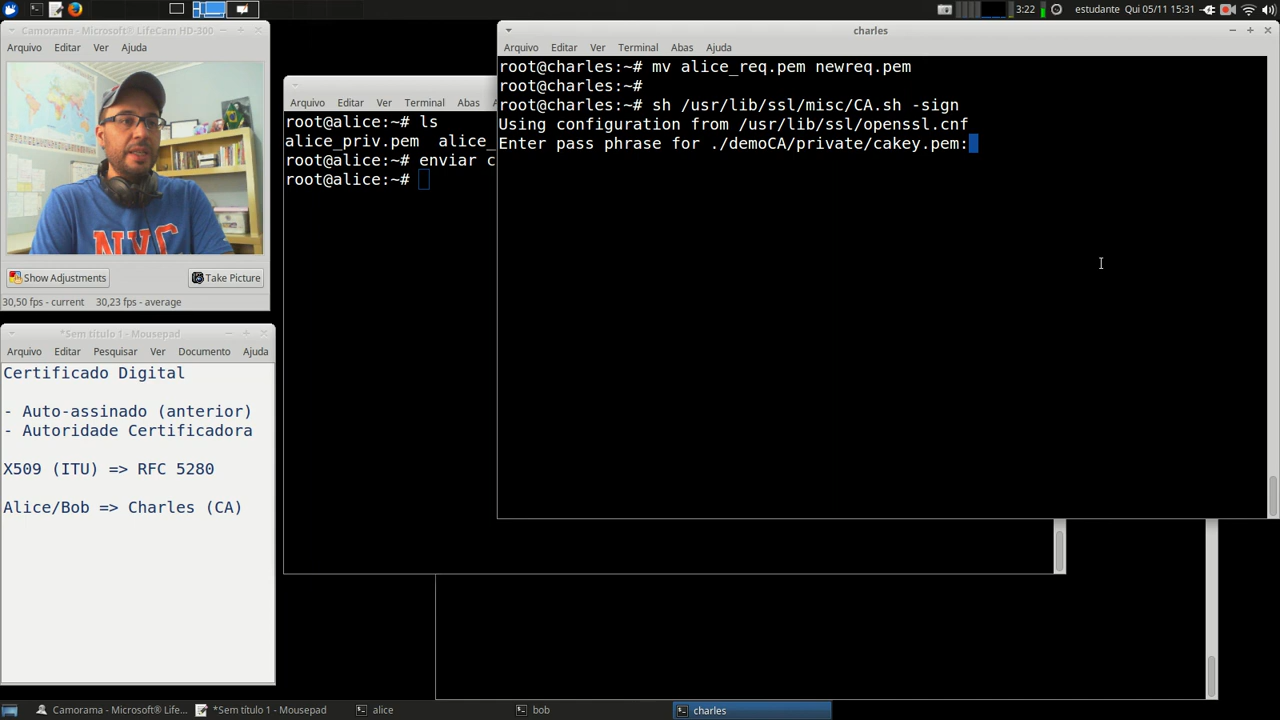 3:22 estudante Qui 05/11 15:31
Camorama - Microsoft® LifeCam HD-300
Arquivo Editar Ver Ajuda
NYC
Show Adjustments Take Picture
30,50 fps - current 30,23 fps - average
*Sem título 1 - Mousepad
Arquivo Editar Pesquisar Ver Documento Ajuda
Certificado Digital
- Auto-assinado (anterior)
- Autoridade Certificadora
X509 (ITU) => RFC 5280
Alice/Bob => Charles (CA)
Arquivo Editar Ver Terminal Abas
root@alice:~# ls
alice_priv.pem alice_
root@alice:~# enviar c
root@alice:~#
charles
Arquivo Editar Ver Terminal Abas Ajuda
root@charles:~# mv alice_req.pem newreq.pem
root@charles:~#
root@charles:~# sh /usr/lib/ssl/misc/CA.sh -sign
Using configuration from /usr/lib/ssl/openssl.cnf
Enter pass phrase for ./demoCA/private/cakey.pem:
Camorama - Microsoft® Life... *Sem título 1 - Mousepad alice bob charles